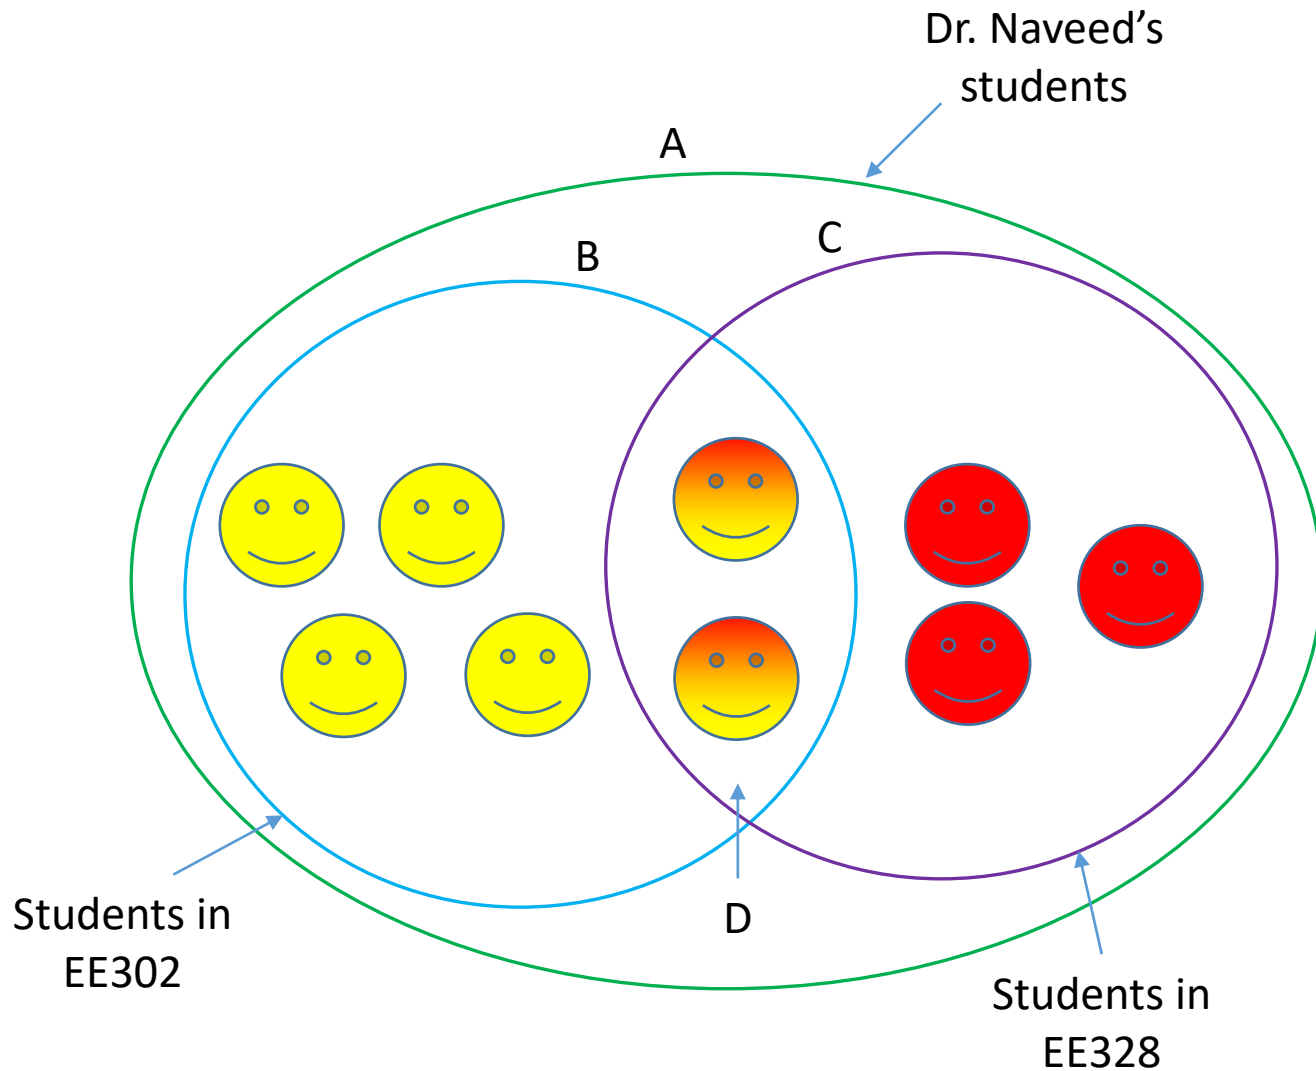 Dr. Naveed’s
students
A
B
C
Students in
EE302
D
Students in
EE328